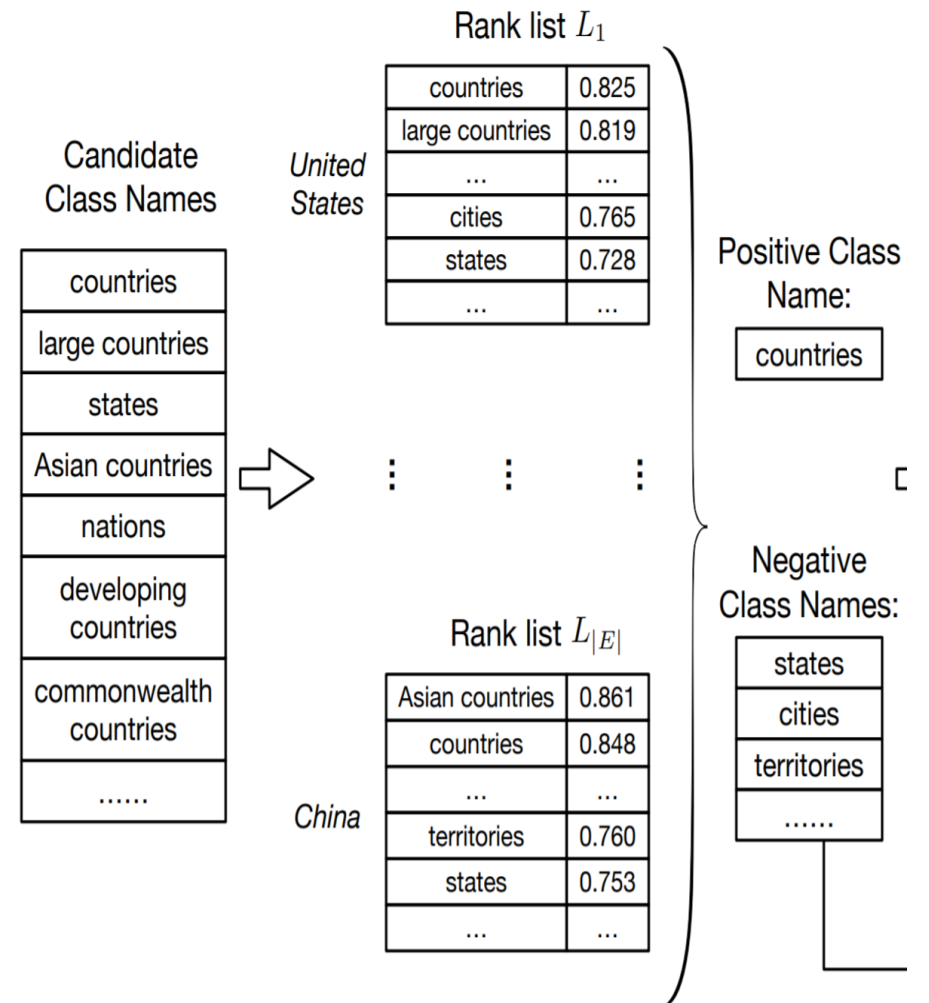 Candidate
Class Names
countries
large countries
states
Asian countries
nations
developing
countries
commonwealth
countries
......
Rank list L₁
United
States
countries 0.825
large countries 0.819
... ...
cities 0.765
states 0.728
... ...
⋮ ⋮ ⋮
Rank list L|E|
China
Asian countries 0.861
countries 0.848
... ...
territories 0.760
states 0.753
... ...
Positive Class
Name:
countries
Negative
Class Names:
states
cities
territories
......